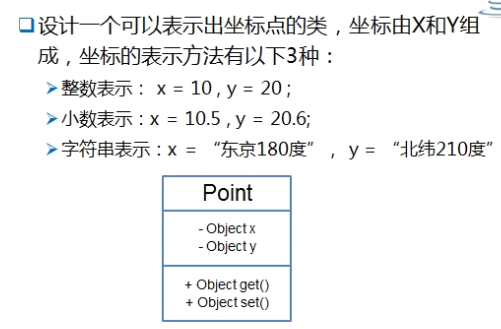 设计一个可以表示出坐标点的类，坐标由X和Y组
成，坐标的表示方法有以下3种：
整数表示： x = 10 , y = 20 ;
小数表示：x = 10.5 , y = 20.6;
字符串表示：x = “东京180度” ， y = “北纬210度”
Point
- Object x
- Object y
+ Object get()
+ Object set()